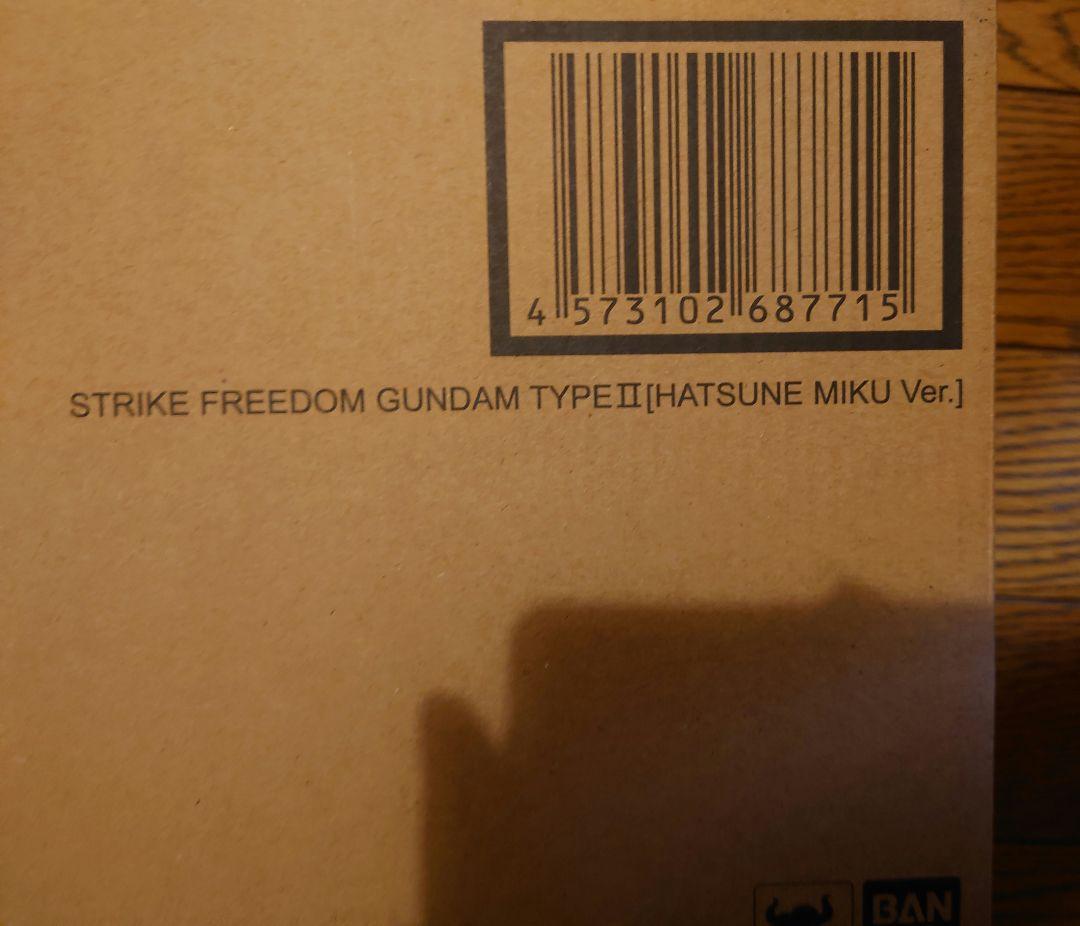 4 573102 687715
STRIKE FREEDOM GUNDAM TYPEⅡ[HATSUNE MIKU Ver.]
BAN